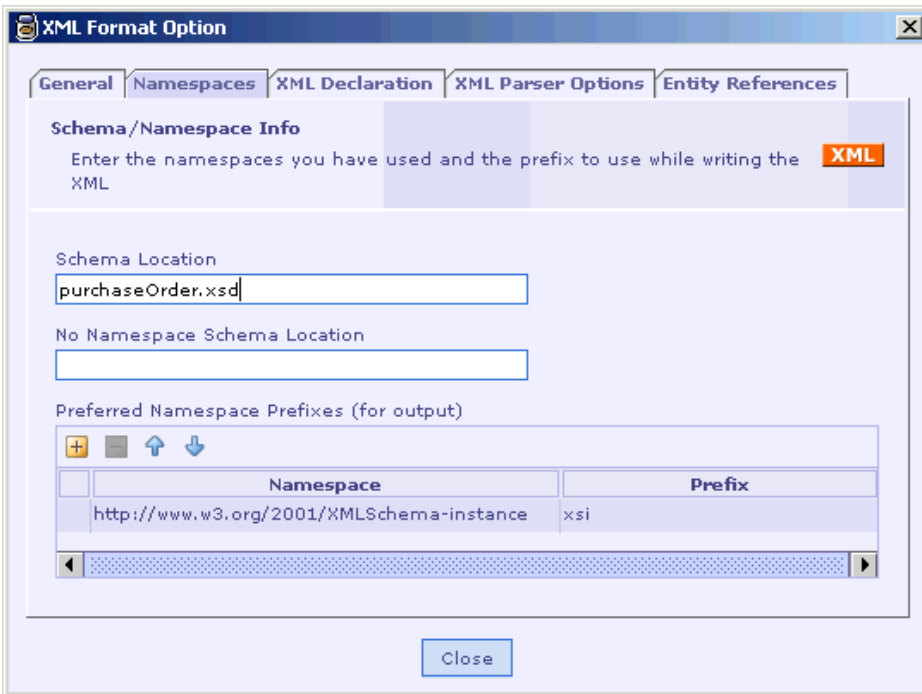 XML Format Option
General Namespaces XML Declaration XML Parser Options Entity References
Schema/Namespace Info
Enter the namespaces you have used and the prefix to use while writing the
XML
XML
Schema Location
purchaseOrder.xsd
No Namespace Schema Location
Preferred Namespace Prefixes (for output)
Namespace Prefix
http://www.w3.org/2001/XMLSchema-instance xsi
Close